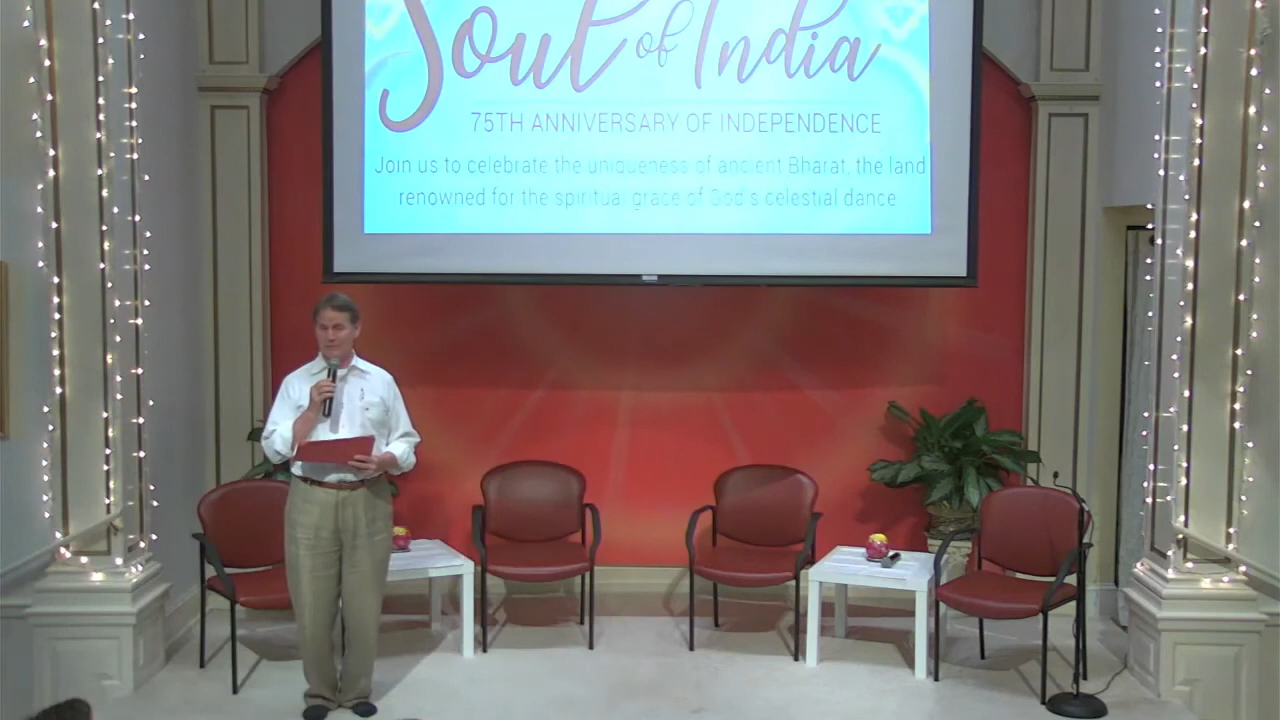 Soul of India
75TH ANNIVERSARY OF INDEPENDENCE
Join us to celebrate the uniqueness of ancient Bharat, the land
renowned for the spiritual grace of God's celestial dance